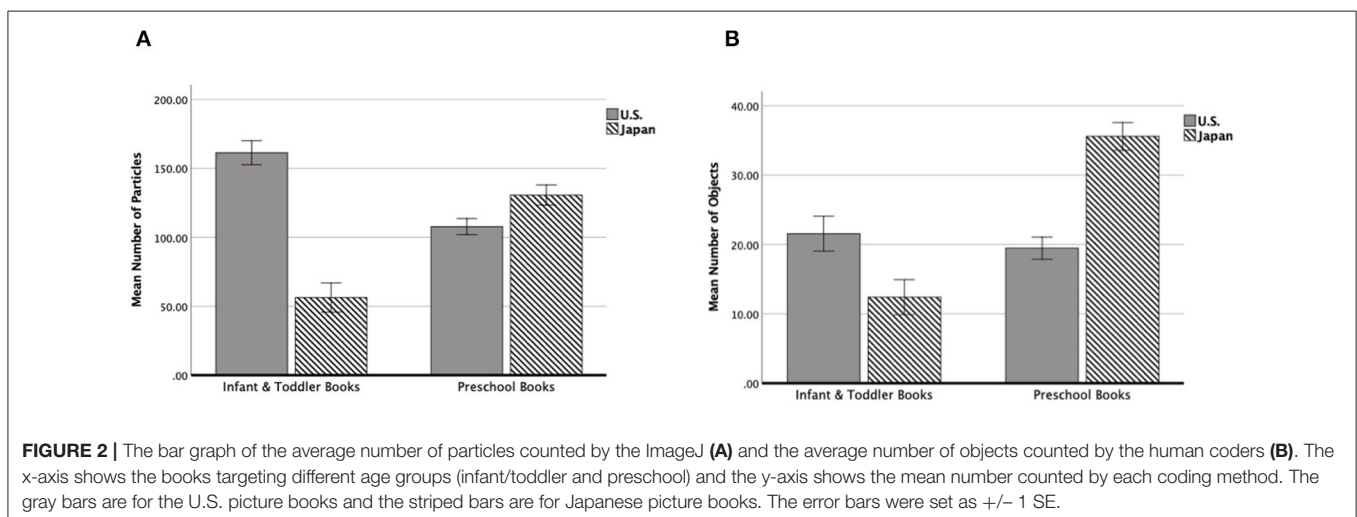 A
200.00
150.00
100.00
50.00
.00
Mean Number of Particles
U.S.
Japan
Infant & Toddler Books
Preschool Books
B
40.00
30.00
20.00
10.00
.00
Mean Number of Objects
U.S.
Japan
Infant & Toddler Books
Preschool Books
FIGURE 2 | The bar graph of the average number of particles counted by the ImageJ (A) and the average number of objects counted by the human coders (B). The
x-axis shows the books targeting different age groups (infant/toddler and preschool) and the y-axis shows the mean number counted by each coding method. The
gray bars are for the U.S. picture books and the striped bars are for Japanese picture books. The error bars were set as +/− 1 SE.